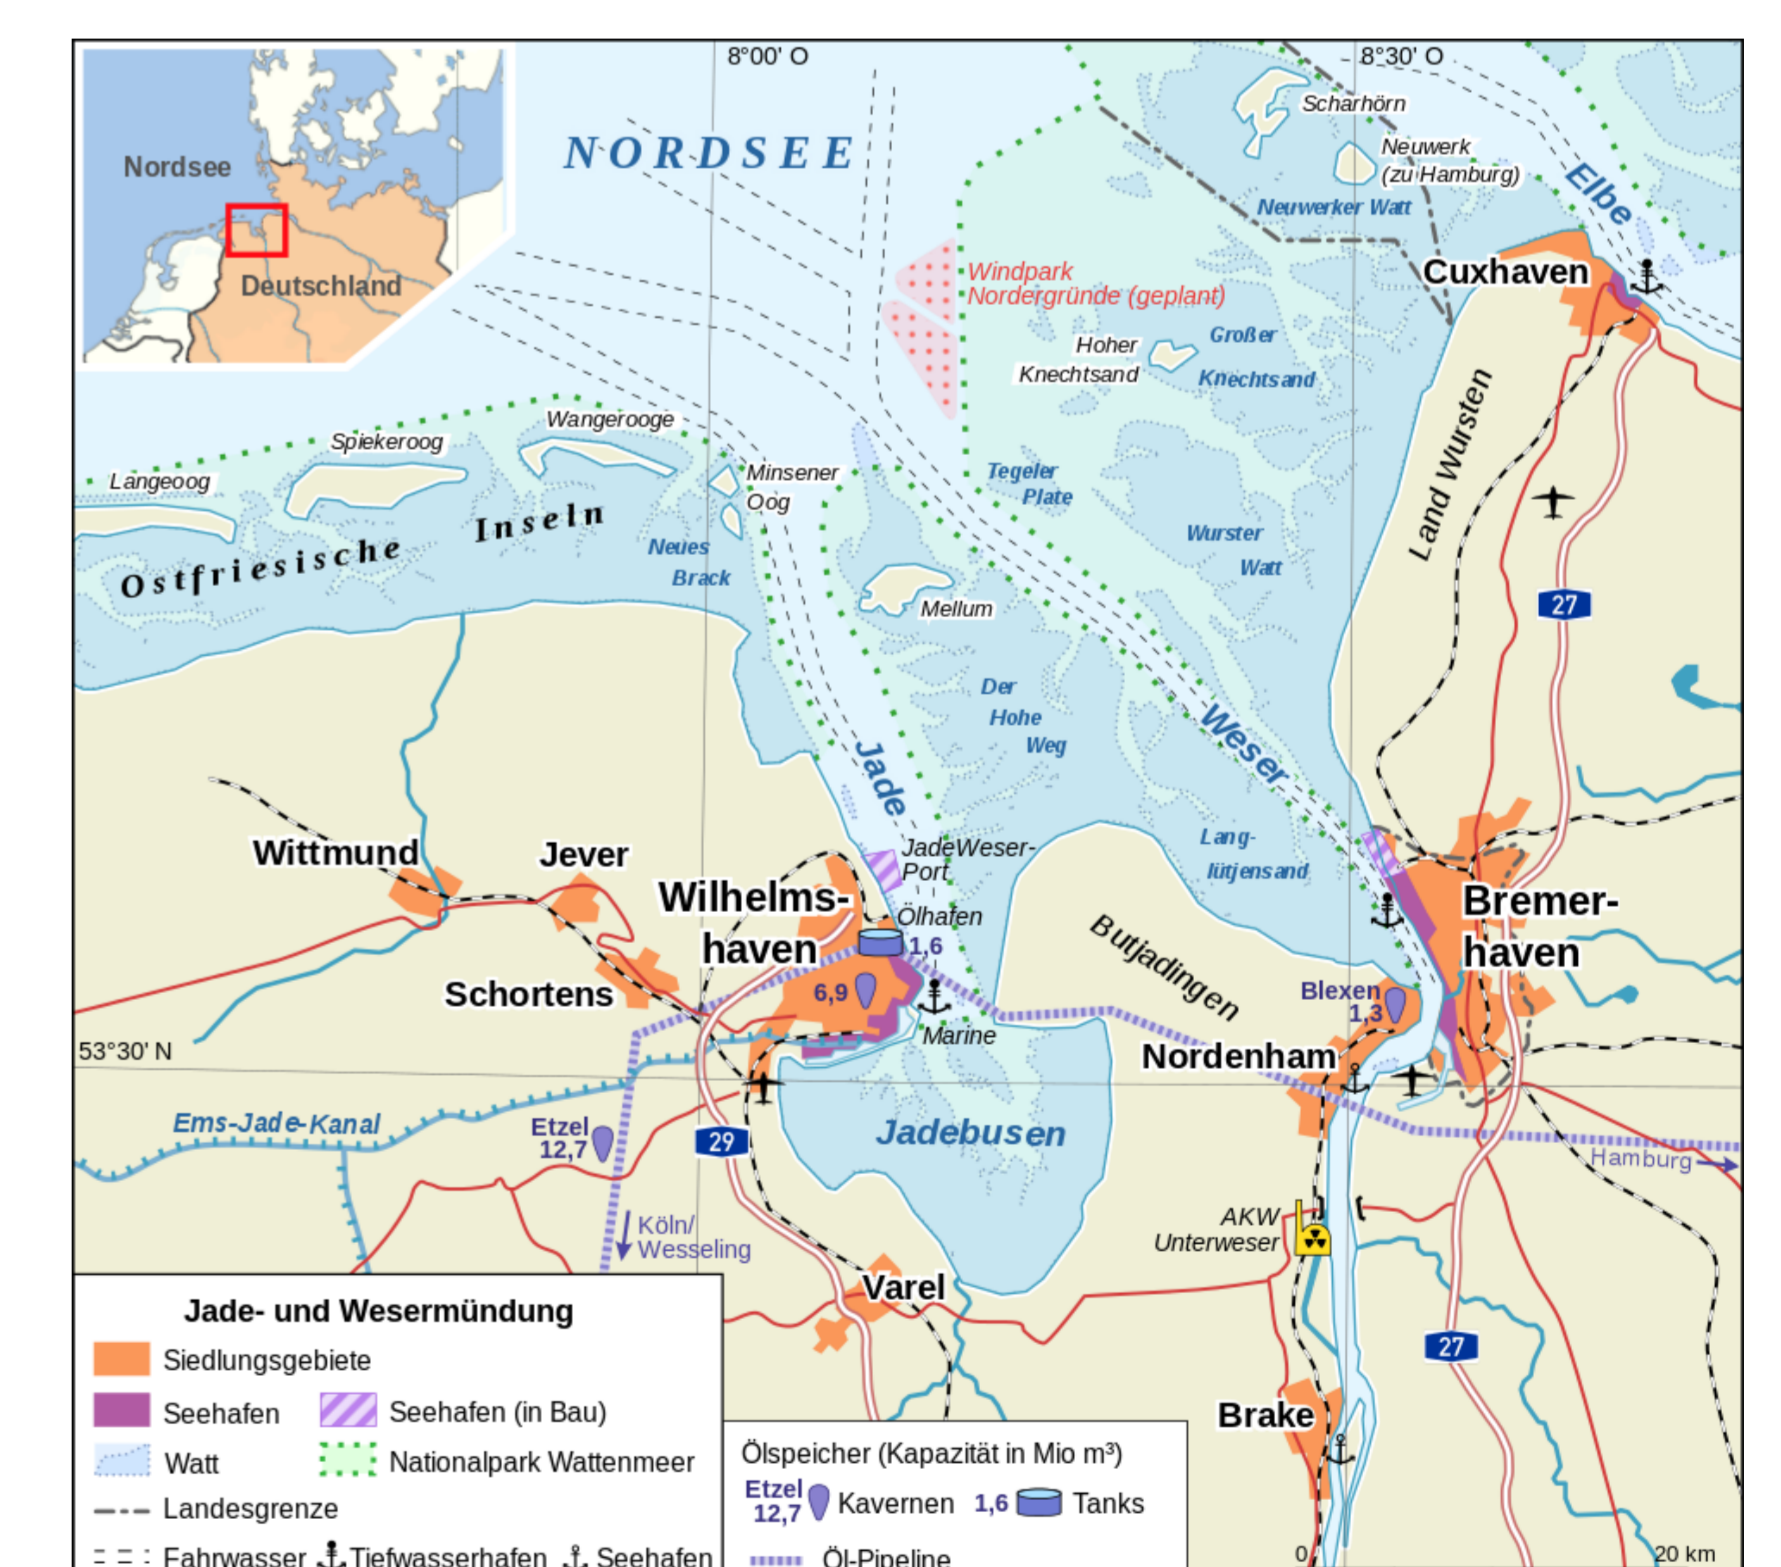 8°00' O
8°30' O
Nordsee
Deutschland
NORDSEE
Scharhörn
Neuwerk
(zu Hamburg)
Elbe
Neuwerker Watt
Cuxhaven
Windpark
Nordergründe (geplant)
Großer
Knechtsand
Hoher
Knechtsand
Land Wursten
Wangerooge
Spiekeroog
Langeoog
Minsener
Oog
Ostfriesische Inseln
Neues
Brack
Tegeler
Plate
Wurster
Watt
Mellum
27
Der
Hohe
Weg
Weser
Jade
Lang-
lütjensand
Wittmund
Jever
JadeWeser-
Port
Wilhelms-
haven
Ölhafen
1,6
6,9
Schortens
Butjadingen
Bremer-
haven
Blexen
1,3
Marine
53°30' N
Nordenham
Ems-Jade-Kanal
Etzel
12,7
29
Jadebusen
Hamburg
Köln/
Wesseling
AKW
Unterweser
Varel
27
Brake
Jade- und Wesermündung
Siedlungsgebiete
Seehafen
Seehafen (in Bau)
Watt
Nationalpark Wattenmeer
Landesgrenze
Fahrwasser Tiefwasserhafen Seehafen
Ölspeicher (Kapazität in Mio m³)
Etzel
12,7
Kavernen
1,6
Tanks
Öl-Pipeline
0
20 km